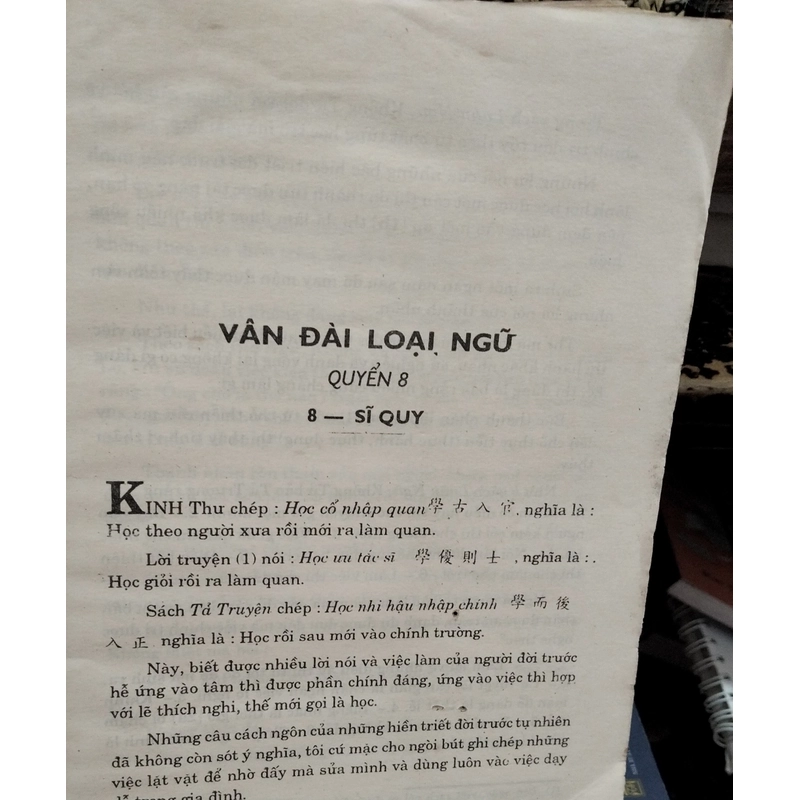 VÂN ĐÀI LOẠI NGỮ
QUYỂN 8
8 — SĨ QUY
KINH Thư chép : Học cổ nhập quan 學 古 入 官, nghĩa là :
Học theo người xưa rồi mới ra làm quan.
Lời truyện (1) nói : Học ưu tắc sĩ 學 優 則 士 , nghĩa là :.
Học giỏi rồi ra làm quan.
Sách Tả Truyện chép : Học nhi hậu nhập chính 學 而 後
入 正 nghĩa là : Học rồi sau mới vào chính trường.
Này, biết được nhiều lời nói và việc làm của người đời trước
hễ ứng vào tâm thì được phần chính đáng, ứng vào việc thì hợp
với lẽ thích nghi, thế mới gọi là học.
Những câu cách ngôn của những hiền triết đời trước tự nhiên
đã không còn sót ý nghĩa, tôi cứ mặc cho ngòi bút ghi chép những
việc lặt vặt để nhờ đấy mà sửa mình và dùng luôn vào việc dạy
dỗ trong gia đình.